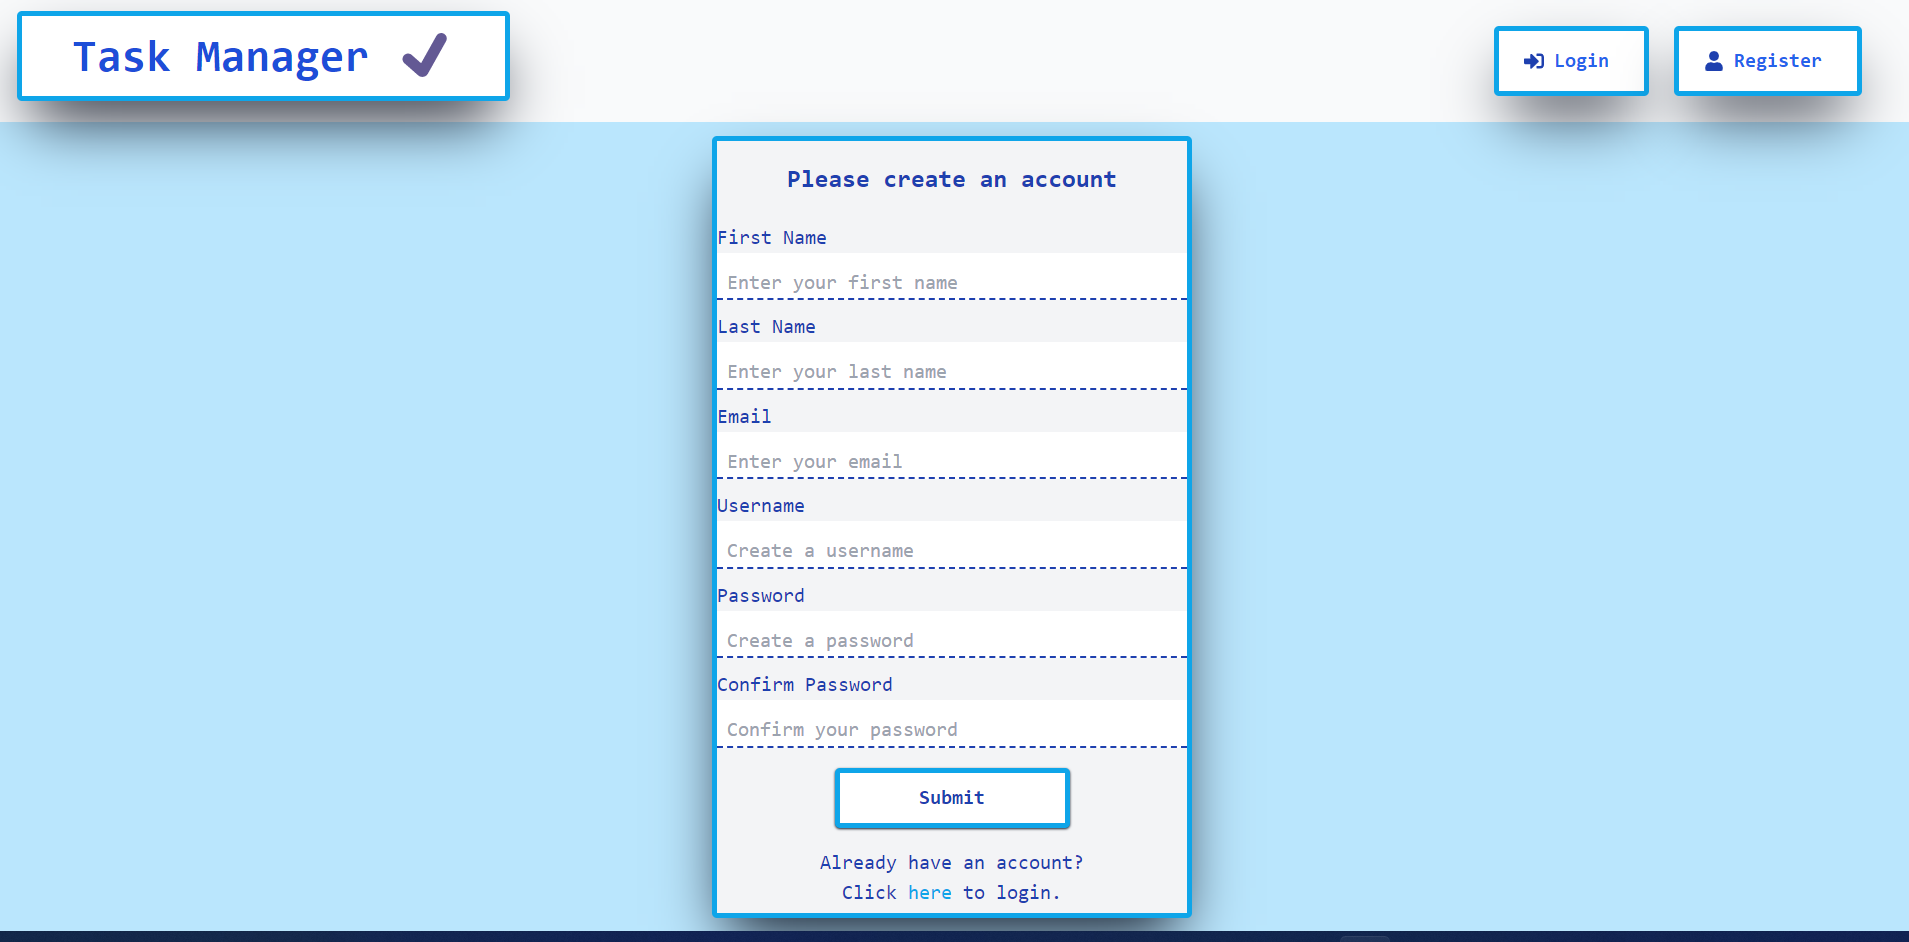 Task Manager
Login
Register
Please create an account
First Name
Enter your first name
Last Name
Enter your last name
Email
Enter your email
Username
Create a username
Password
Create a password
Confirm Password
Confirm your password
Submit
Already have an account?
Click here to login.